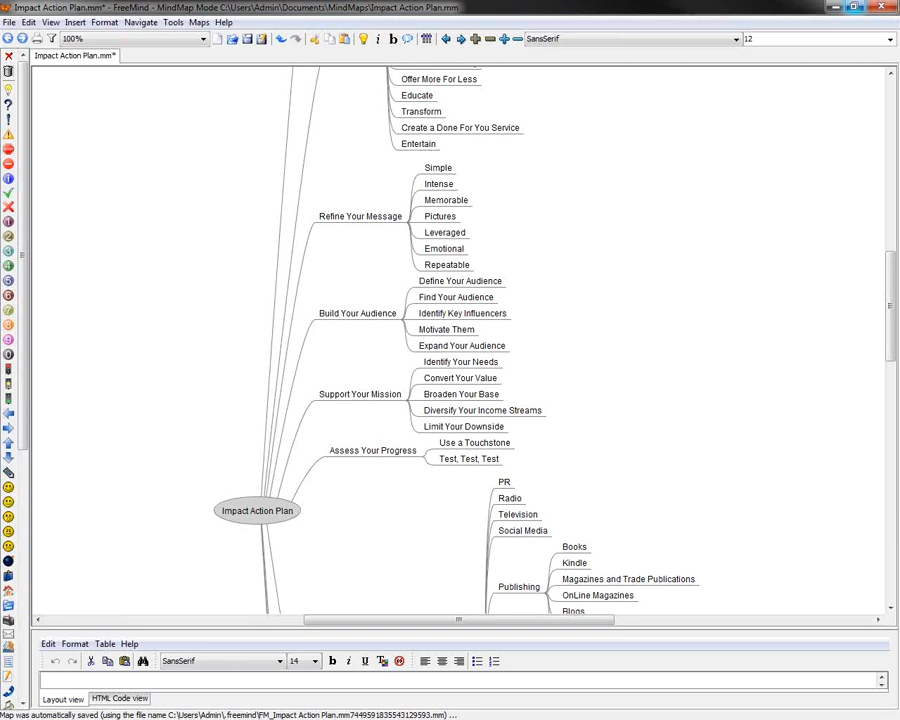 Impact Action Plan.mm* - FreeMind - MindMap Mode C:\Users\Admin\Documents\MindMaps\Impact Action Plan.mm
File Edit View Insert Format Navigate Tools Maps Help
100%
SansSerif
12
Impact Action Plan.mm*
Offer More For Less
Educate
Transform
Create a Done For You Service
Entertain
Refine Your Message
Simple
Intense
Memorable
Pictures
Leveraged
Emotional
Repeatable
Build Your Audience
Define Your Audience
Find Your Audience
Identify Key Influencers
Motivate Them
Expand Your Audience
Support Your Mission
Identify Your Needs
Convert Your Value
Broaden Your Base
Diversify Your Income Streams
Limit Your Downside
Assess Your Progress
Use a Touchstone
Test, Test, Test
Impact Action Plan
PR
Radio
Television
Social Media
Publishing
Books
Kindle
Magazines and Trade Publications
OnLine Magazines
Blogs
Edit Format Table Help
SansSerif
14
Layout view HTML Code view
Map was automatically saved (using the file name C:\Users\Admin\.freemind\FM_Impact Action Plan.mm7449591835543129593.mm) ...